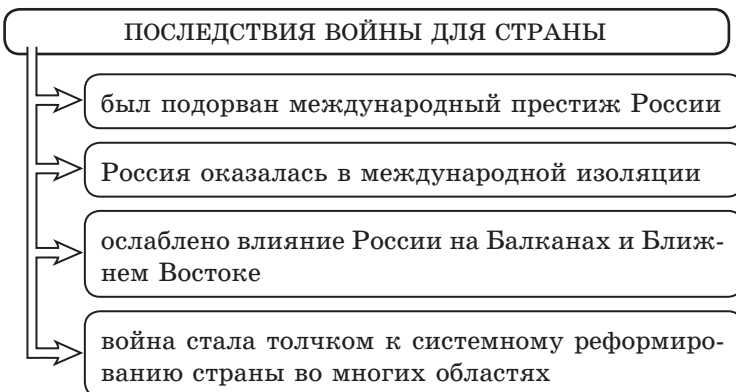 ПОСЛЕДСТВИЯ ВОЙНЫ ДЛЯ СТРАНЫ
был подорван международный престиж России
Россия оказалась в международной изоляции
ослаблено влияние России на Балканах и Ближ-
нем Востоке
война стала толчком к системному реформиро-
ванию страны во многих областях